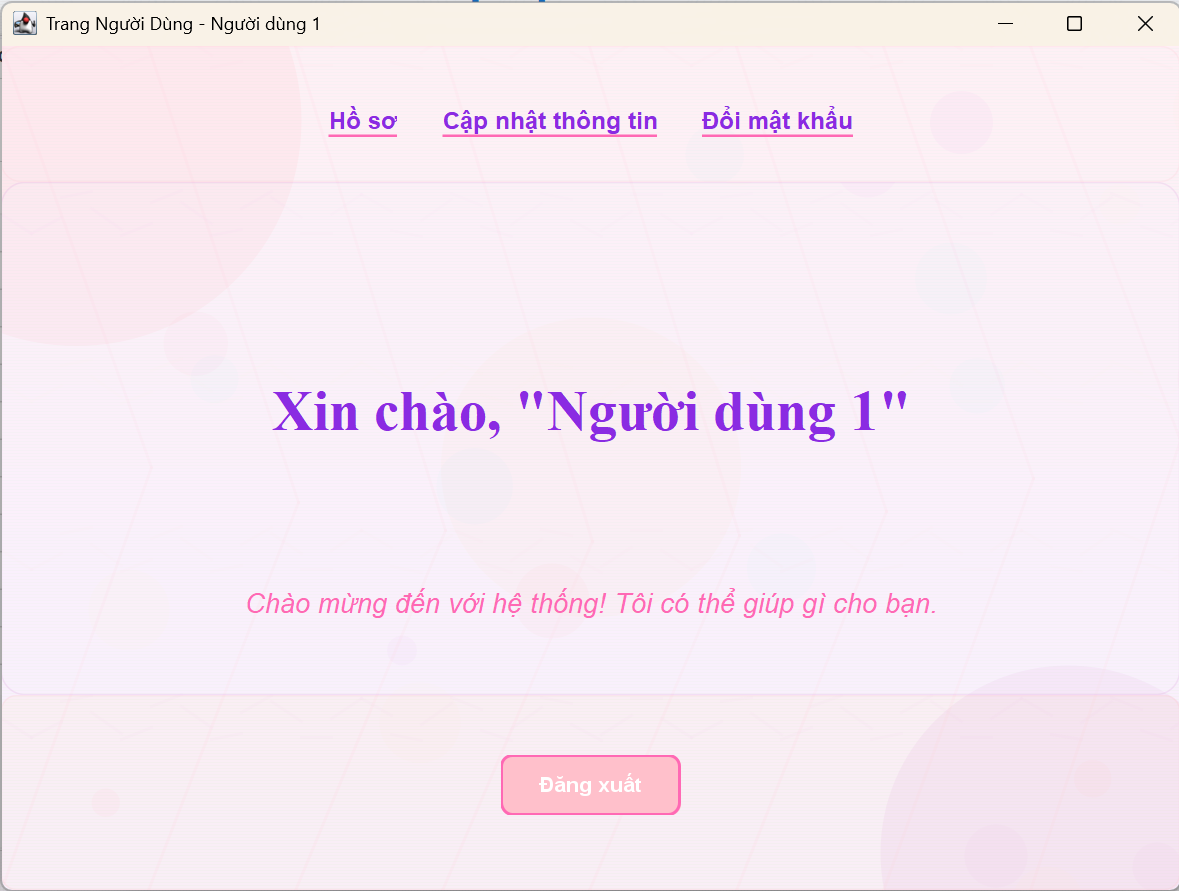 Trang Người Dùng - Người dùng 1
Hồ sơ Cập nhật thông tin Đổi mật khẩu
Xin chào, "Người dùng 1"
Chào mừng đến với hệ thống! Tôi có thể giúp gì cho bạn.
Đăng xuất